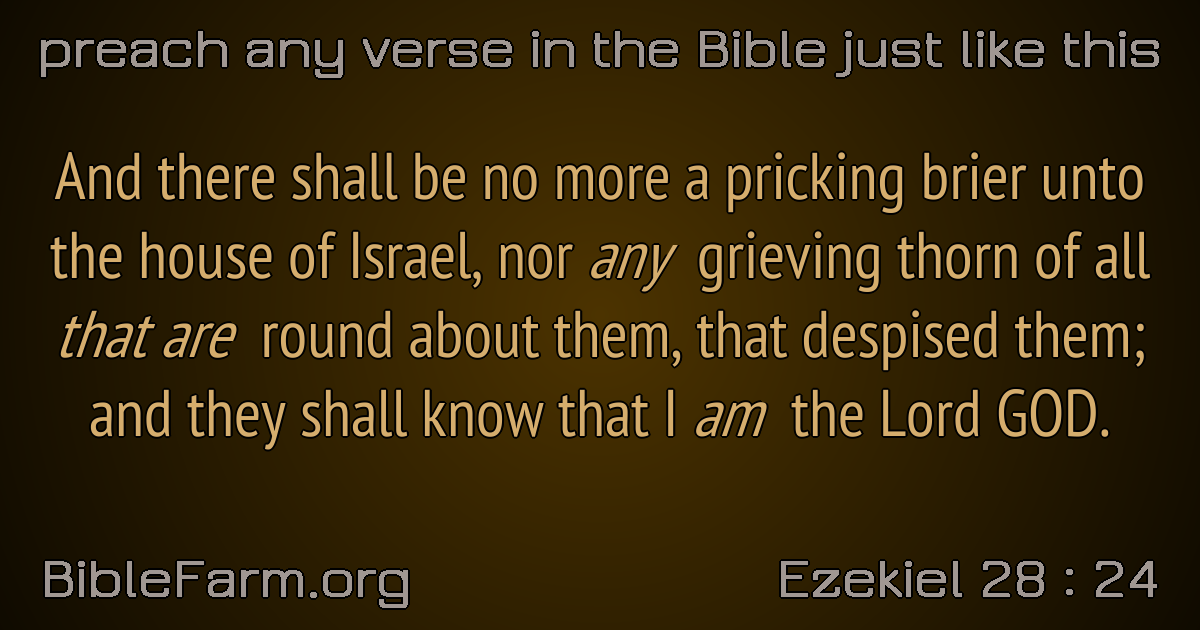 preach any verse in the Bible just like this
And there shall be no more a pricking brier unto
the house of Israel, nor any grieving thorn of all
that are round about them, that despised them;
and they shall know that I am the Lord GOD.
BibleFarm.org
Ezekiel 28 : 24